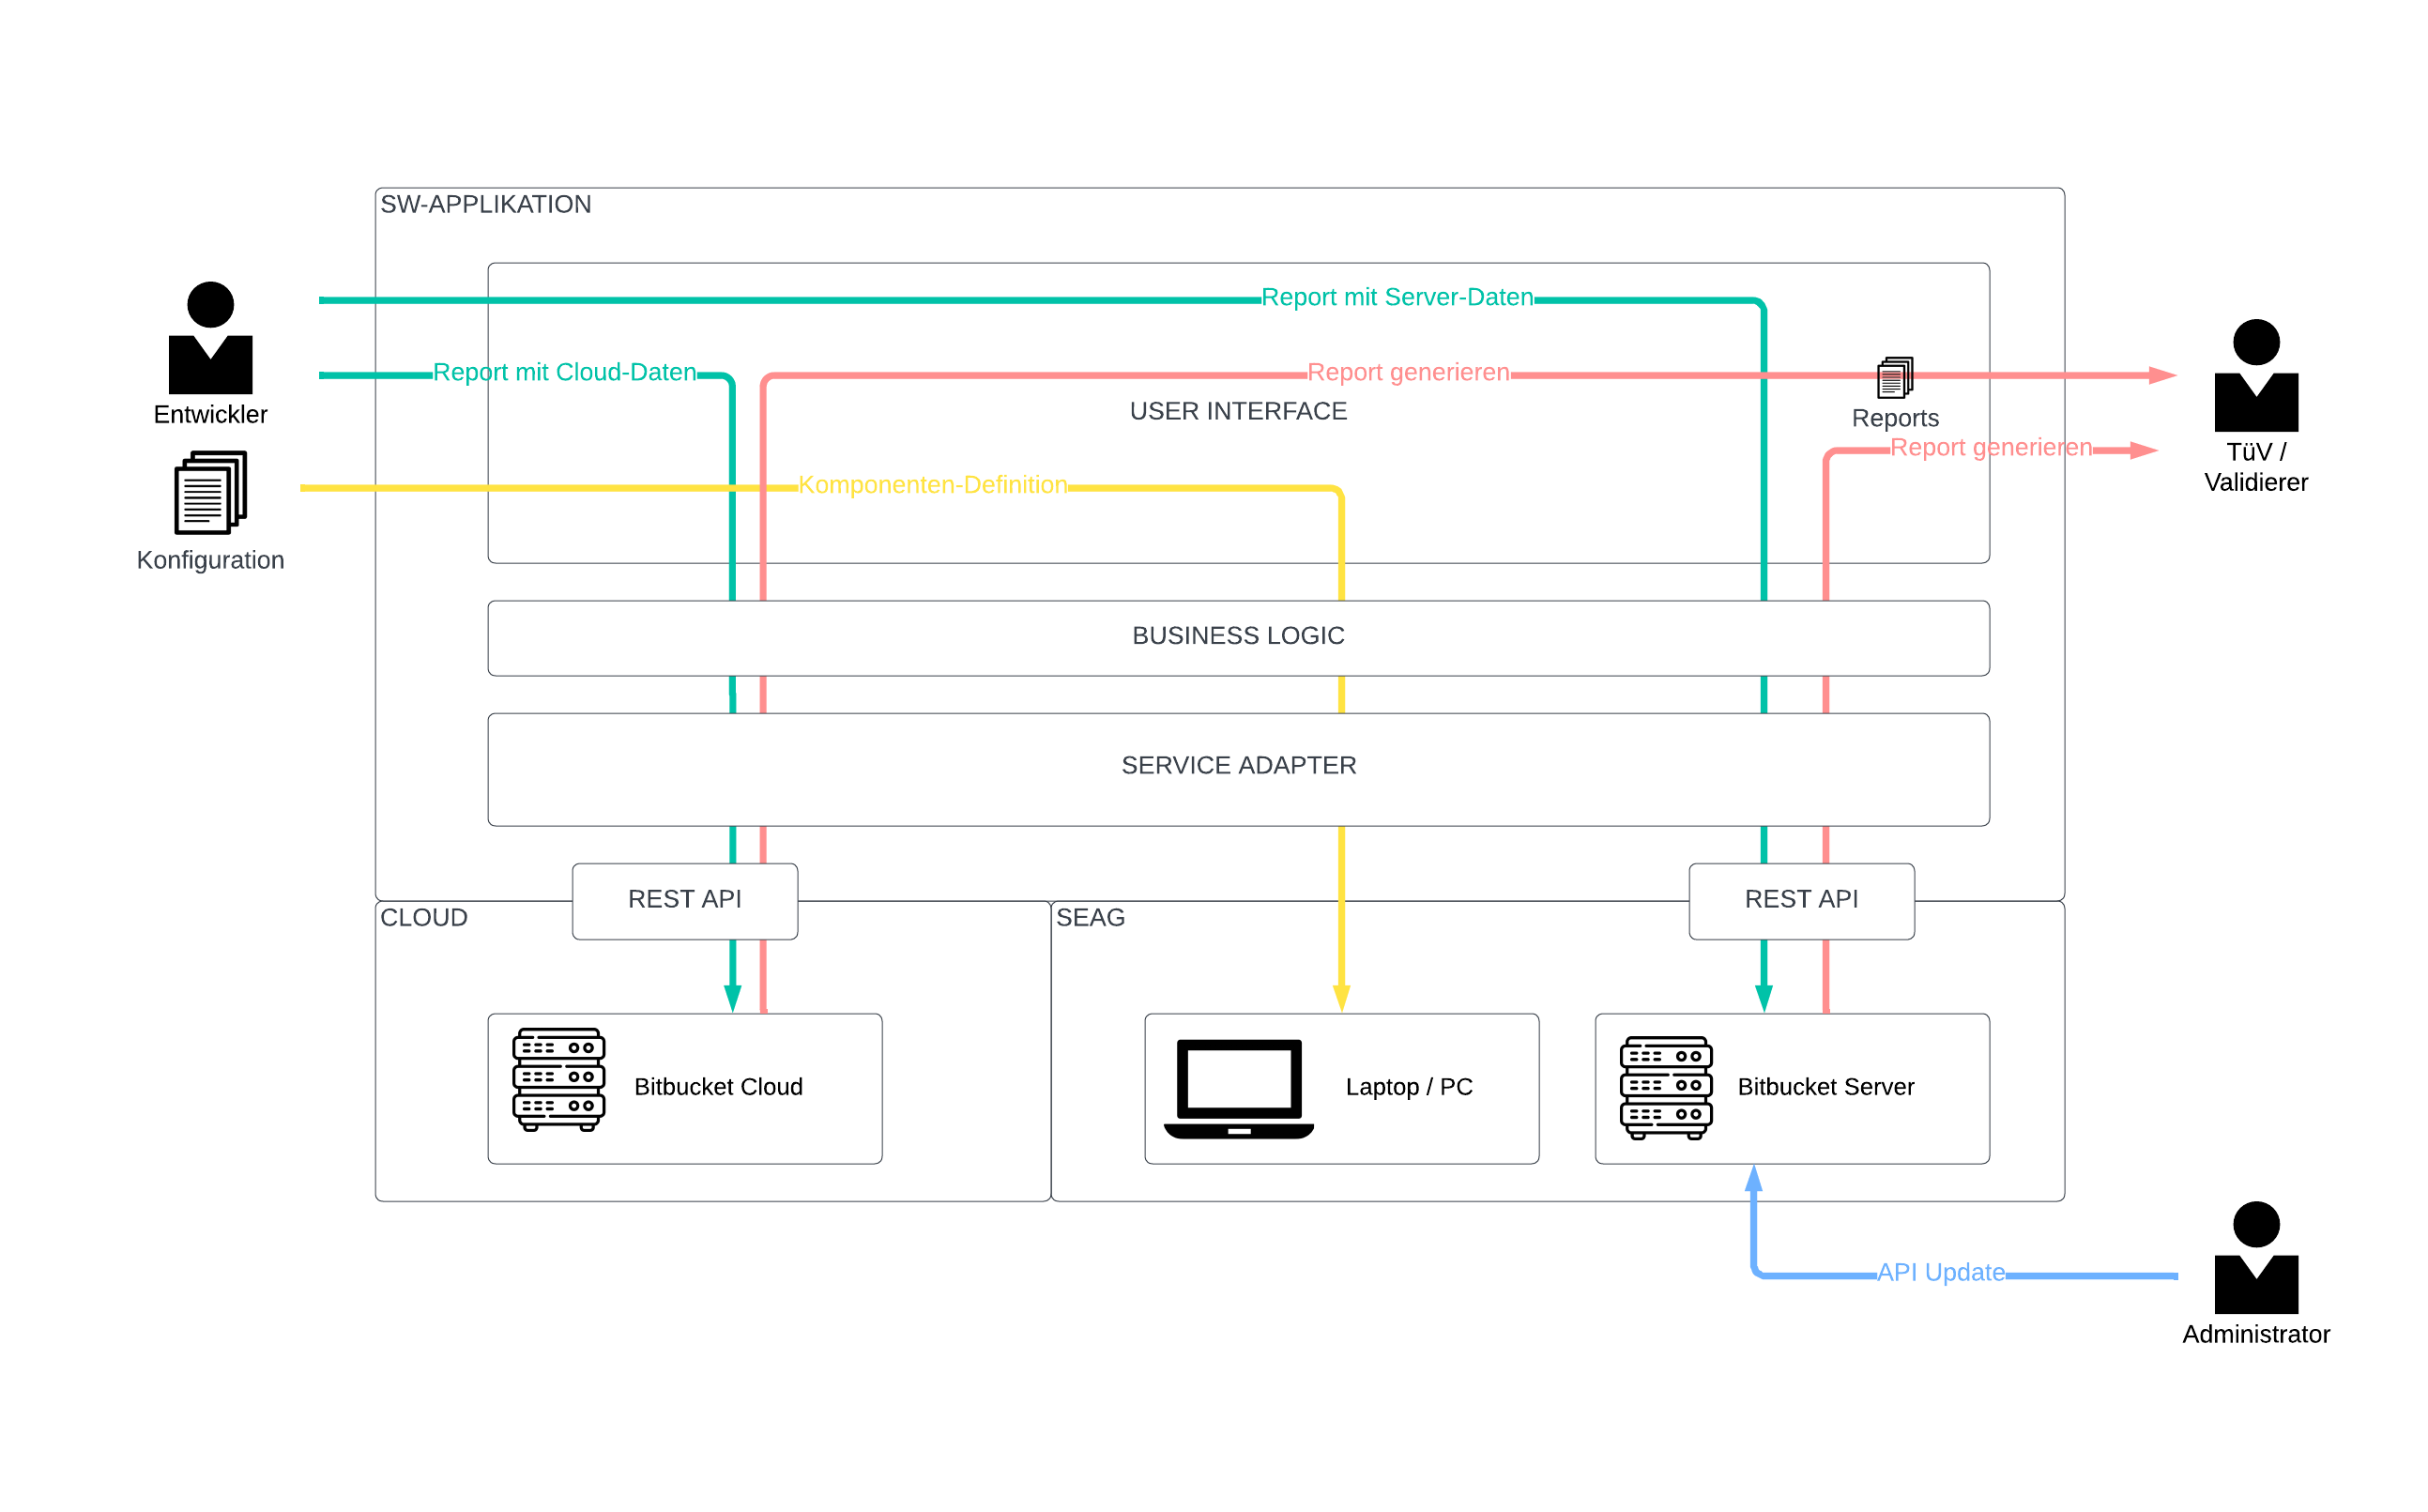 SW-APPLIKATION
Report mit Server-Daten
Entwickler
Report mit Cloud-Daten
Report generieren
USER INTERFACE
Reports
Report generieren
TüV /
Validierer
Komponenten-Definition
Konfiguration
BUSINESS LOGIC
SERVICE ADAPTER
REST API
REST API
CLOUD
SEAG
Bitbucket Cloud
Laptop / PC
Bitbucket Server
API Update
Administrator